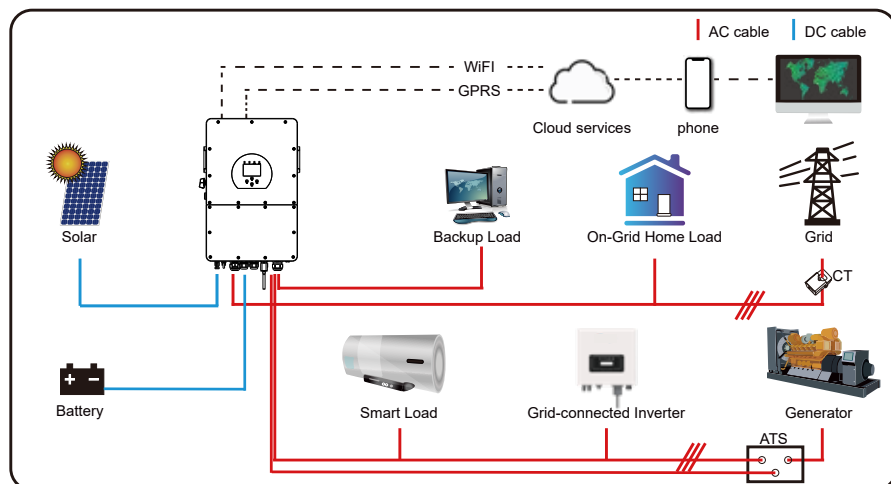 AC cable
DC cable
WiFI
GPRS
Cloud services
phone
Solar
Backup Load
On-Grid Home Load
Grid
CT
Battery
Smart Load
Grid-connected Inverter
Generator
ATS